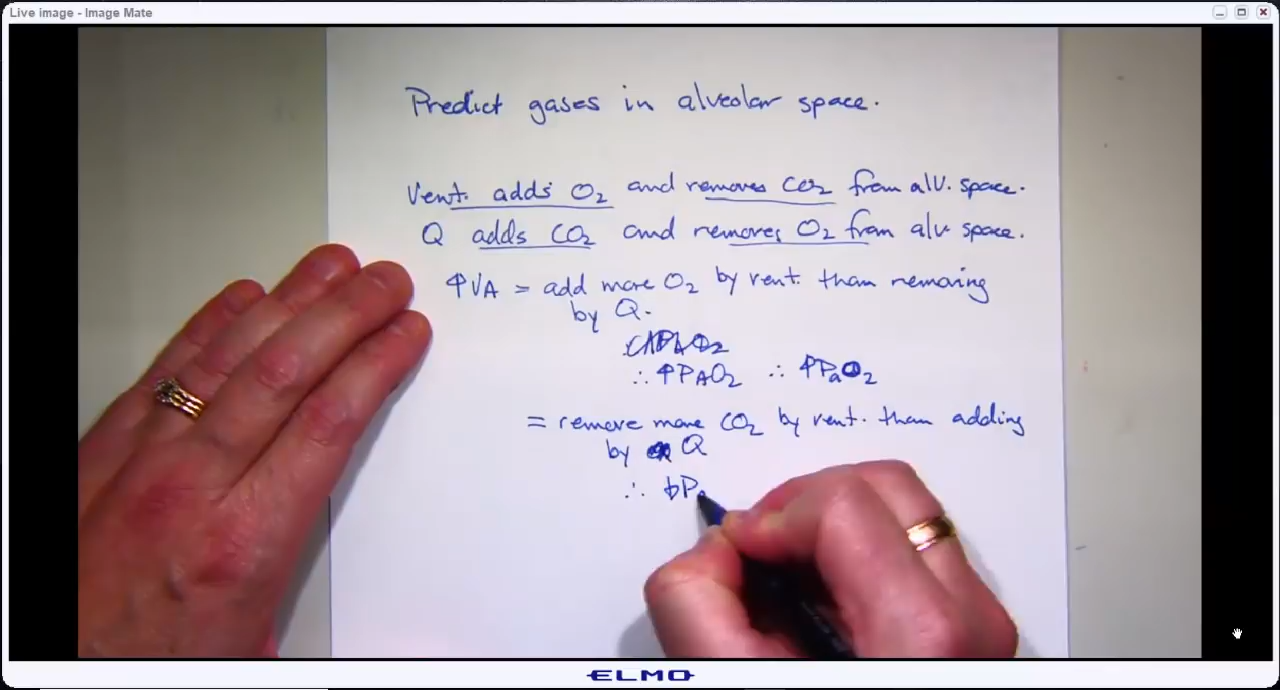 Live image - Image Mate
Predict gases in alveolar space.
Vent. adds O₂ and removes CO₂ from alv. space.
Q adds CO₂ and removes O₂ from alv. space.
↑VA = add more O₂ by vent. than removing
by Q.
∴ ↑PAO₂ ∴ ↑PaO₂
= remove more CO₂ by vent. than adding
by Q
∴ ↓P
ELMO